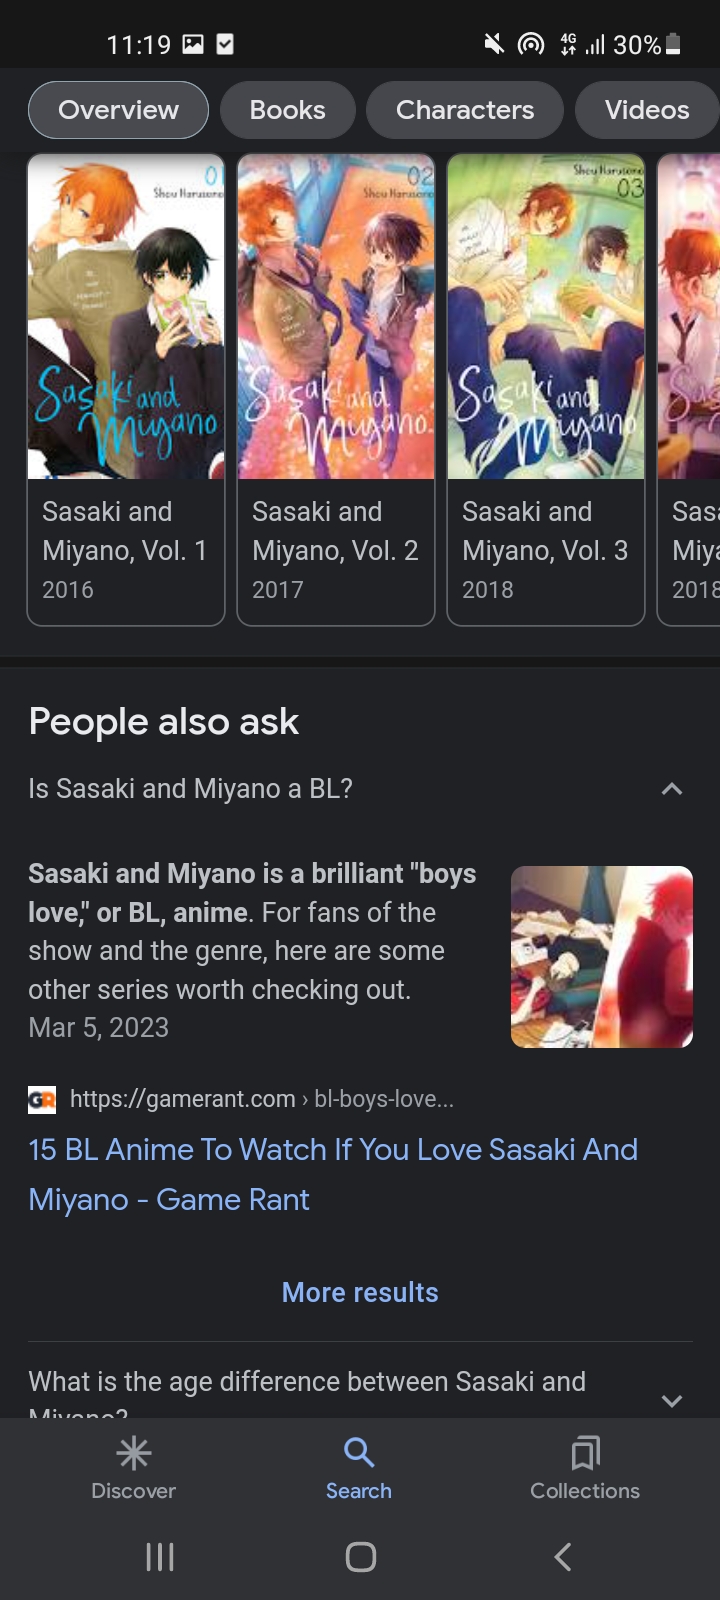 11:19
4G
30%
Overview
Books
Characters
Videos
01
Shou Harusono
Sasaki and
Miyano
02
Shou Harusono
Sasaki and
Miyano
Shou Harusono
03
Sasaki and
Miyano
Sasaki and
Miyano, Vol. 1
2016
Sasaki and
Miyano, Vol. 2
2017
Sasaki and
Miyano, Vol. 3
2018
2018
People also ask
Is Sasaki and Miyano a BL?
Sasaki and Miyano is a brilliant "boys
love," or BL, anime. For fans of the
show and the genre, here are some
other series worth checking out.
Mar 5, 2023
GR
https://gamerant.com › bl-boys-love...
15 BL Anime To Watch If You Love Sasaki And
Miyano - Game Rant
More results
What is the age difference between Sasaki and
Miyano?
Discover
Search
Collections